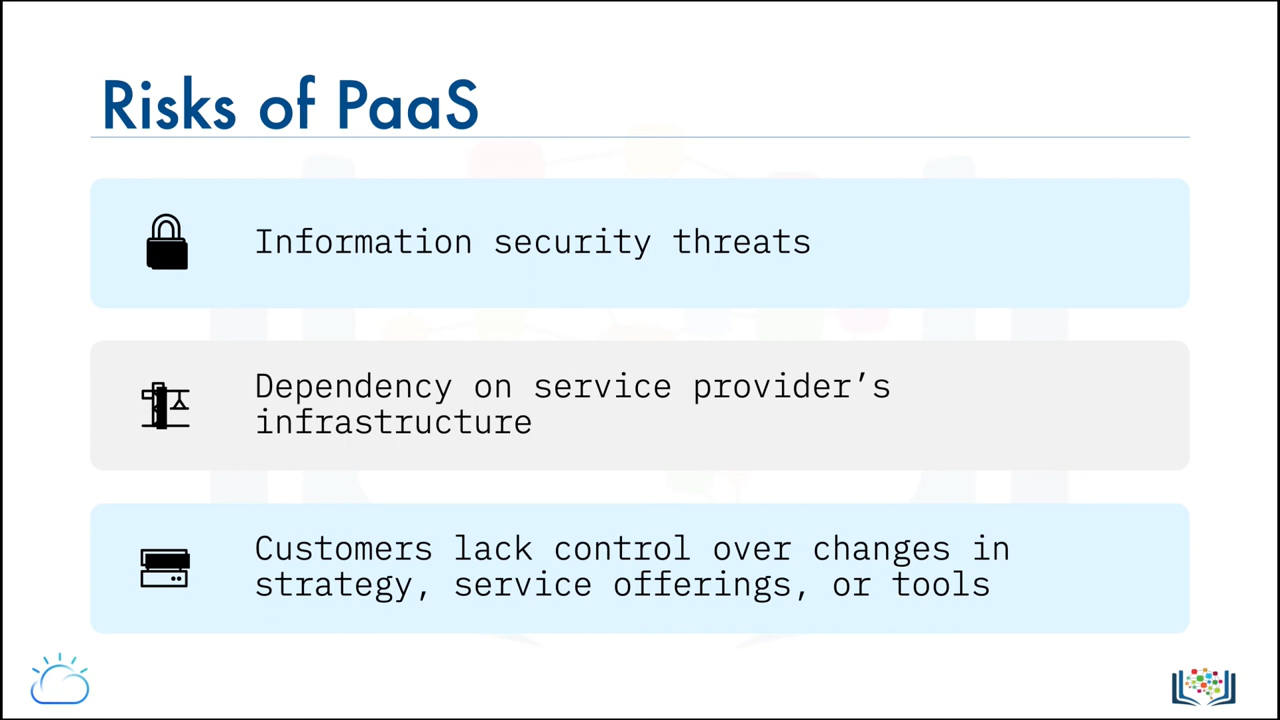 Risks of PaaS
Information security threats
Dependency on service provider’s
infrastructure
Customers lack control over changes in
strategy, service offerings, or tools